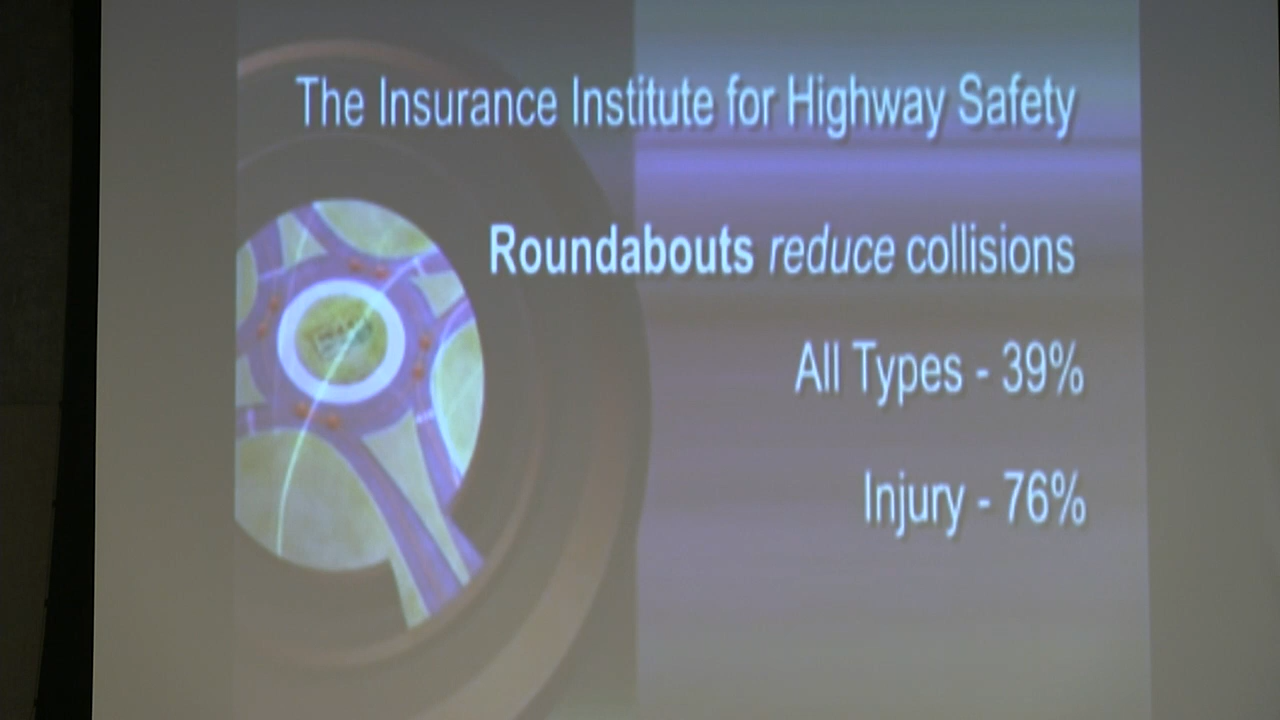 The Insurance Institute for Highway Safety
Roundabouts reduce collisions
All Types - 39%
Injury - 76%